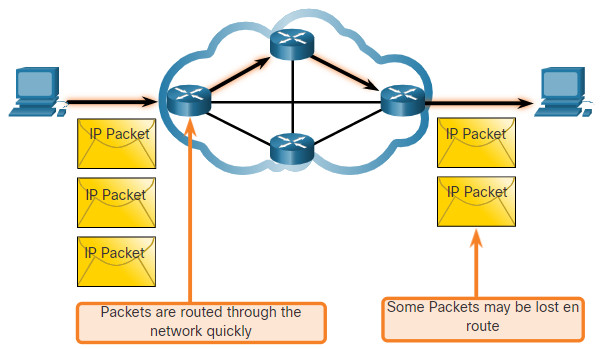 IP Packet
IP Packet
IP Packet
IP Packet
IP Packet
Packets are routed through the
network quickly
Some Packets may be lost en
route